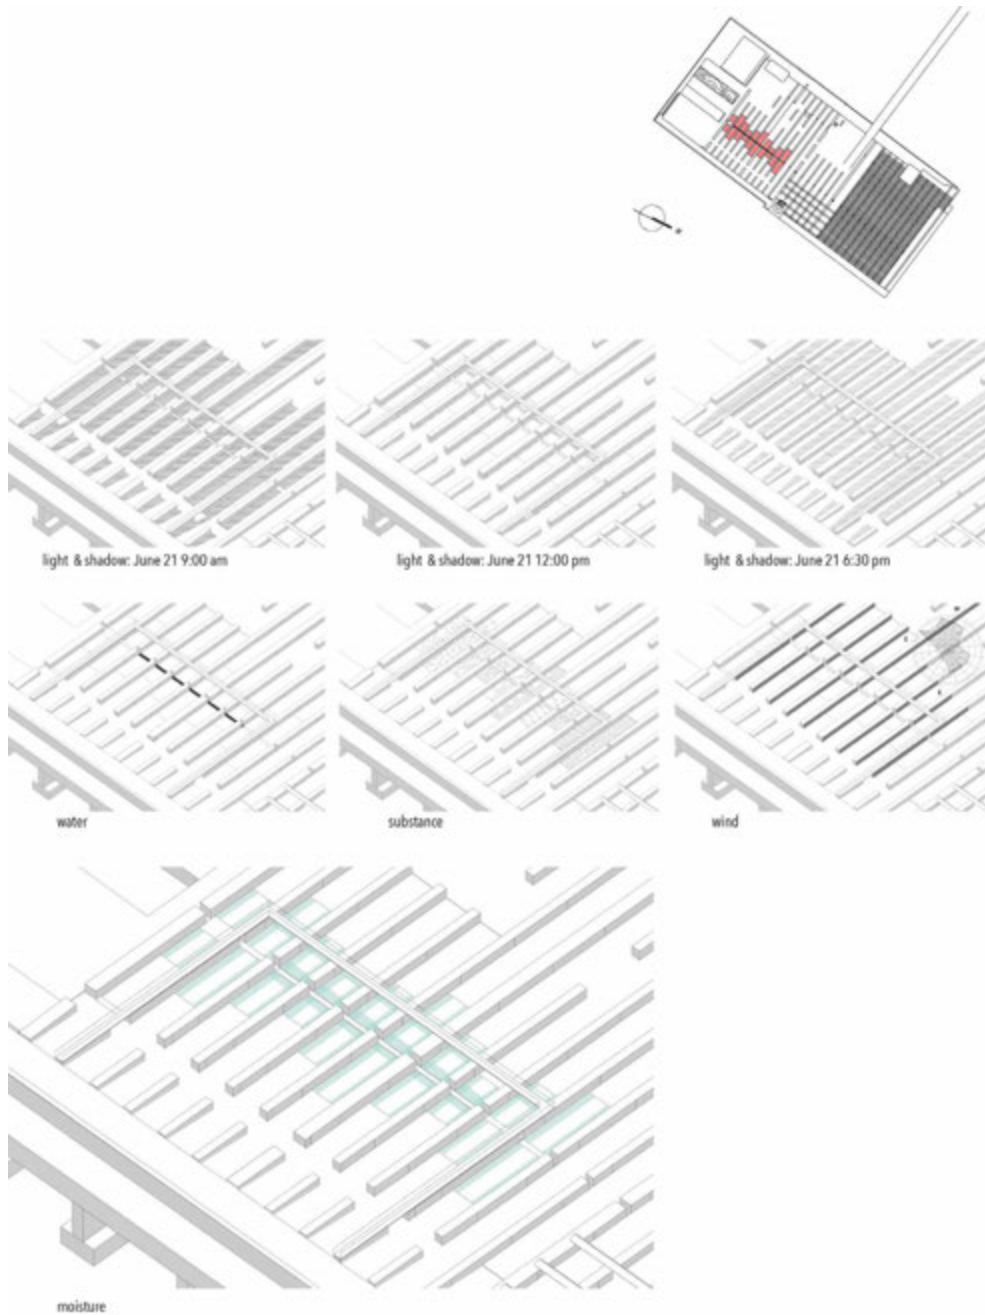 light & shadow: June 21 9:00 am
light & shadow: June 21 12:00 pm
light & shadow: June 21 6:30 pm
water
substance
wind
moisture